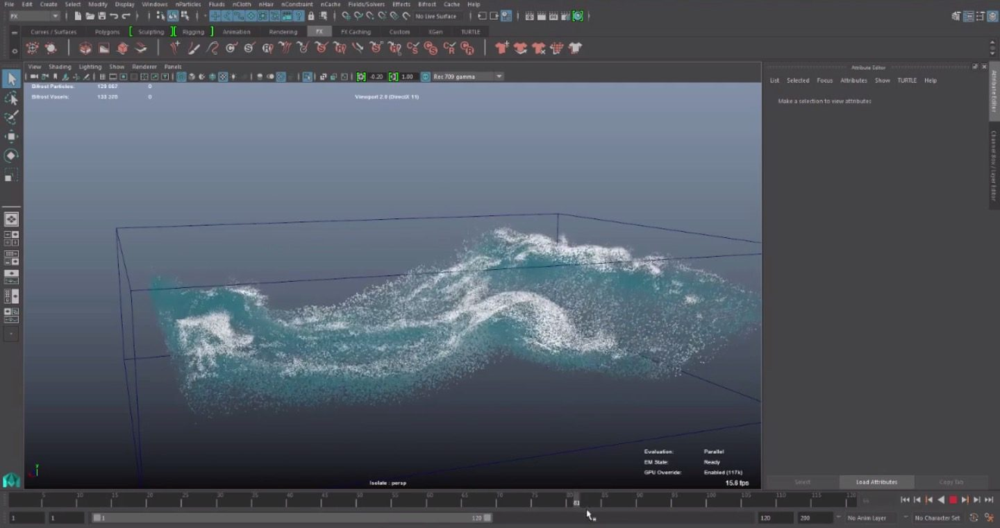 File Edit Create Select Modify Display Windows nParticles Fluids nCloth nHair nConstraint nCache Fields/Solvers Effects Bifrost Cache Help
FX No Live Surface
Curves / Surfaces Polygons Sculpting Rigging Animation Rendering FX FX Caching Custom XGen TURTLE
View Shading Lighting Show Renderer Panels
-0.20 1.00 Rec 709 gamma
Attribute Editor
List Selected Focus Attributes Show TURTLE Help
Make a selection to view attributes
Attribute Editor
Channel Box / Layer Editor
Bifrost Particles: 129 667 0
Bifrost Voxels: 133 376 0
Viewport 2.0 (DirectX 11)
Evaluation: Parallel
EM State: Ready
GPU Override: Enabled (117k)
15.6 fps
y
Isolate : persp
Select Load Attributes Copy Tab
5 10 15 20 25 30 35 40 45 50 55 60 65 70 75 80 85 90 95 100 105 110 115 120
81
1 1 1 120 120 200 No Anim Layer No Character Set